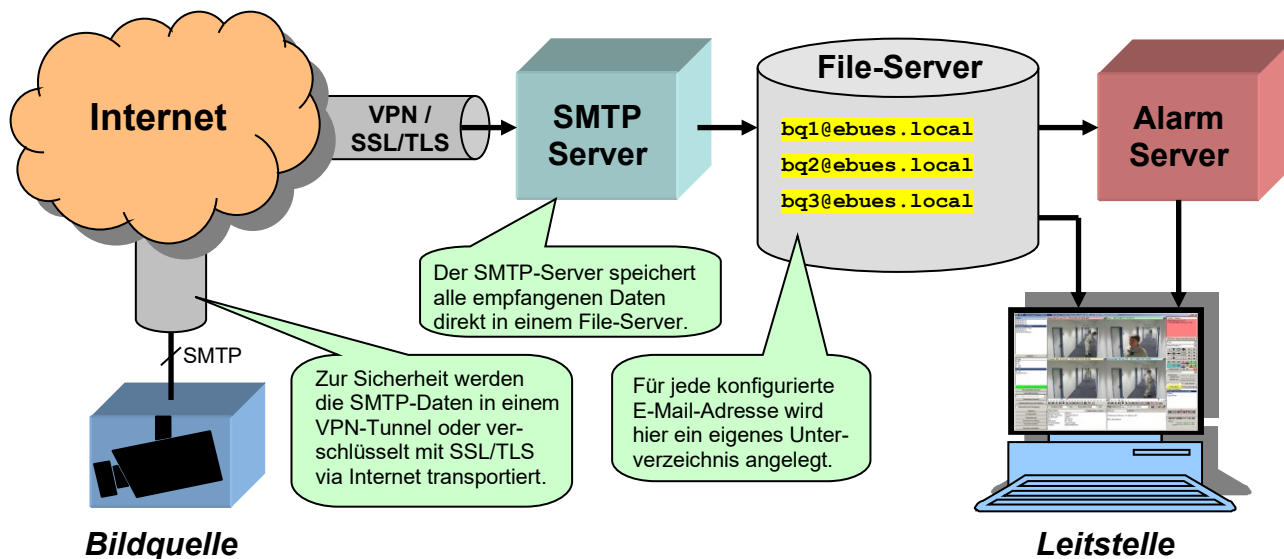 Internet
VPN /
SSL/TLS
SMTP
Server
File-Server
bq1@ebues.local
bq2@ebues.local
bq3@ebues.local
Alarm
Server
Der SMTP-Server speichert
alle empfangenen Daten
direkt in einem File-Server.
SMTP
Zur Sicherheit werden
die SMTP-Daten in einem
VPN-Tunnel oder ver-
schlüsselt mit SSL/TLS
via Internet transportiert.
Für jede konfigurierte
E-Mail-Adresse wird
hier ein eigenes Unter-
verzeichnis angelegt.
Bildquelle
Leitstelle